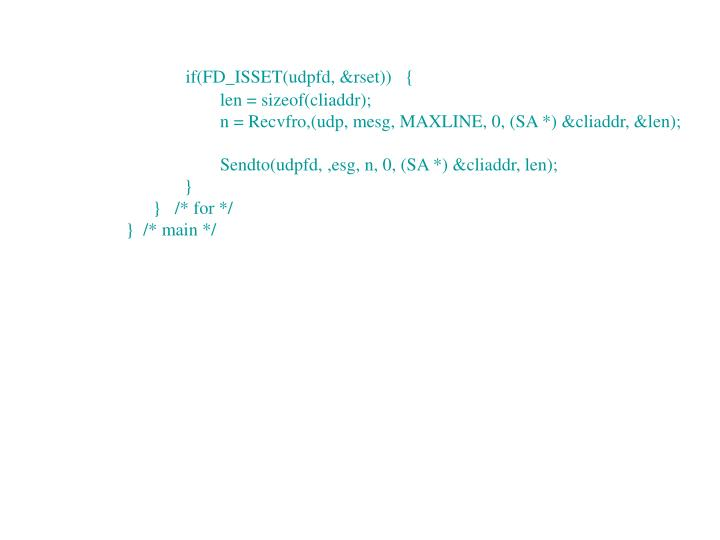 if(FD_ISSET(udpfd, &rset)) {
len = sizeof(cliaddr);
n = Recvfro,(udp, mesg, MAXLINE, 0, (SA *) &cliaddr, &len);
Sendto(udpfd, ,esg, n, 0, (SA *) &cliaddr, len);
}
} /* for */
} /* main */